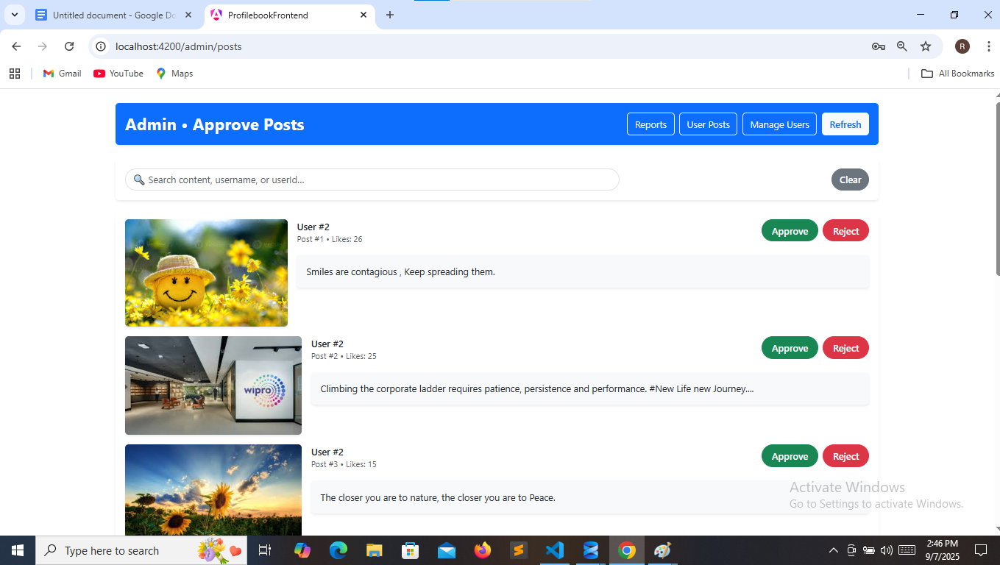 Untitled document - Google Do
ProfilebookFrontend
localhost:4200/admin/posts
R
Gmail
YouTube
Maps
All Bookmarks
Admin • Approve Posts
Reports
User Posts
Manage Users
Refresh
Search content, username, or userId...
Clear
User #2
Post #1 • Likes: 26
Approve
Reject
Smiles are contagious , Keep spreading them.
wipro
User #2
Post #2 • Likes: 25
Approve
Reject
Climbing the corporate ladder requires patience, persistence and performance. #New Life new Journey....
User #2
Post #3 • Likes: 15
Approve
Reject
The closer you are to nature, the closer you are to Peace.
Activate Windows
Go to Settings to activate Windows.
Type here to search
2:46 PM
9/7/2025